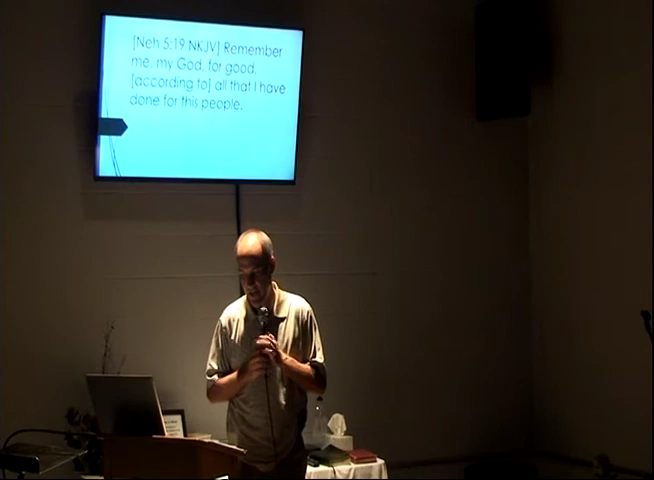 [Neh 5:19 NKJV] Remember
me, my God, for good,
[according to] all that I have
done for this people.